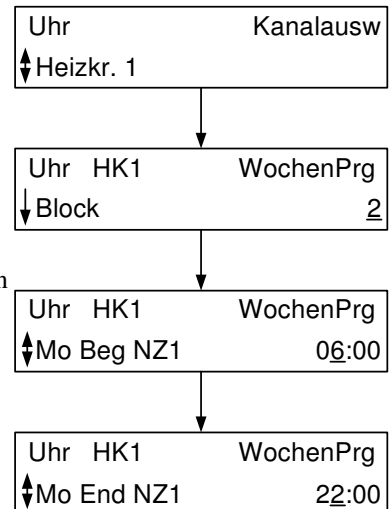 Uhr Kanalausw
Heizkr. 1
Uhr HK1 WochenPrg
Block 2
n
Uhr HK1 WochenPrg
Mo Beg NZ1 06:00
Uhr HK1 WochenPrg
Mo End NZ1 22:00